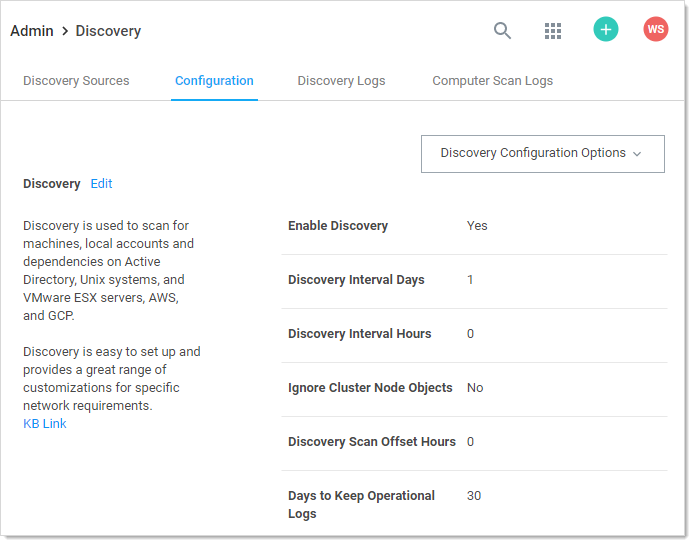 Admin > Discovery
WS
Discovery Sources Configuration Discovery Logs Computer Scan Logs
Discovery Configuration Options
Discovery Edit
Discovery is used to scan for
machines, local accounts and
dependencies on Active
Directory, Unix systems, and
VMware ESX servers, AWS,
and GCP.
Discovery is easy to set up and
provides a great range of
customizations for specific
network requirements.
KB Link
Enable Discovery Yes
Discovery Interval Days 1
Discovery Interval Hours 0
Ignore Cluster Node Objects No
Discovery Scan Offset Hours 0
Days to Keep Operational 30
Logs